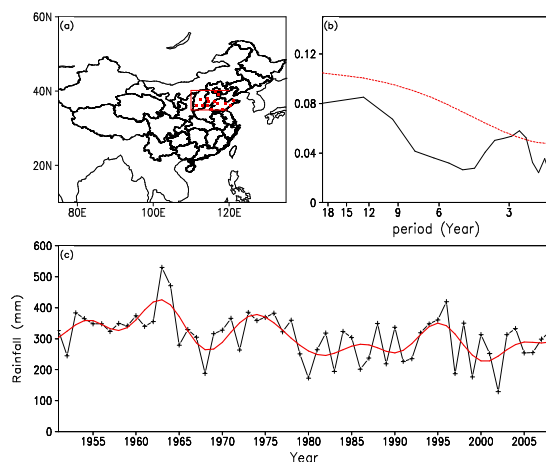 (a)
60N
40N
20N
80E 100E 120E
(b)
0.12
0.08
0.04
0
18 15 12 9 6 3
period (Year)
(c)
600
500
400
300
200
100
0
Rainfall (mm)
1955 1960 1965 1970 1975 1980 1985 1990 1995 2000 2005
Year